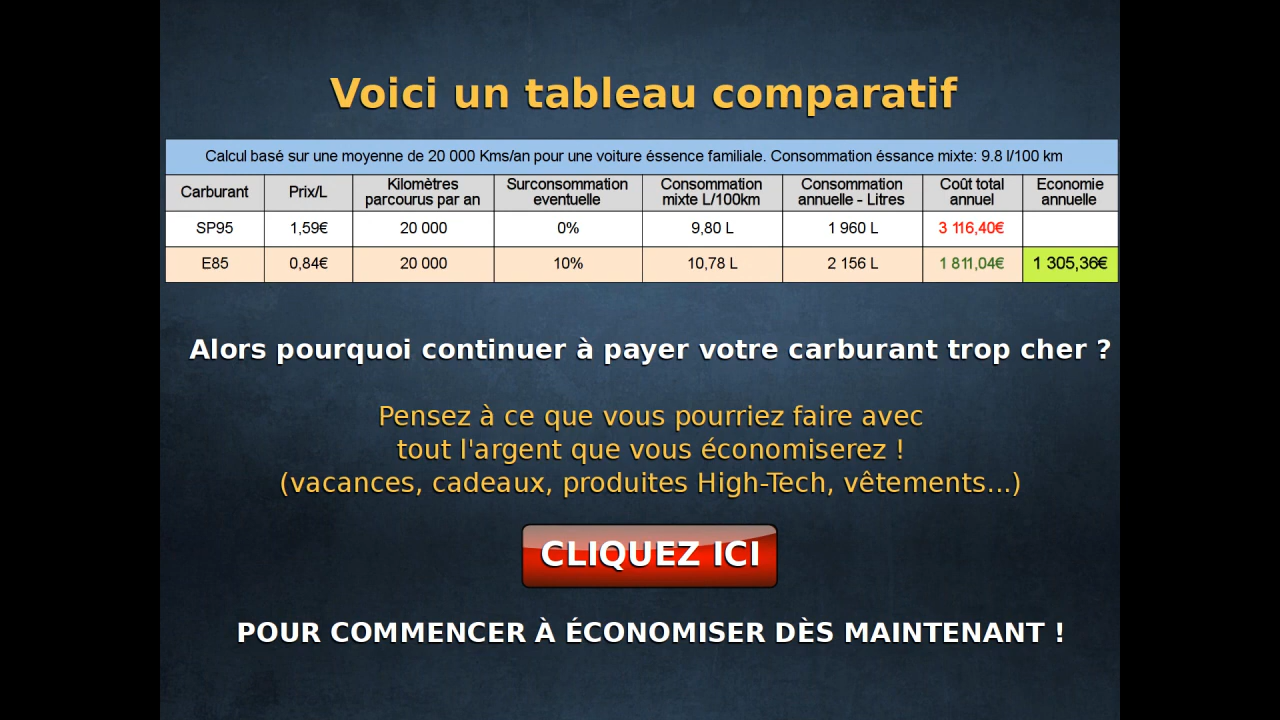 Voici un tableau comparatif
Calcul basé sur une moyenne de 20 000 Kms/an pour une voiture éssence familiale. Consommation éssance mixte: 9.8 l/100 km
Carburant Prix/L Kilomètres parcourus par an Surconsommation eventuelle Consommation mixte L/100km Consommation annuelle - Litres Coût total annuel Economie annuelle
SP95 1,59€ 20 000 0% 9,80 L 1 960 L 3 116,40€
E85 0,84€ 20 000 10% 10,78 L 2 156 L 1 811,04€ 1 305,36€
Alors pourquoi continuer à payer votre carburant trop cher ?
Pensez à ce que vous pourriez faire avec
tout l'argent que vous économiserez !
(vacances, cadeaux, produites High-Tech, vêtements...)
CLIQUEZ ICI
POUR COMMENCER À ÉCONOMISER DÈS MAINTENANT !